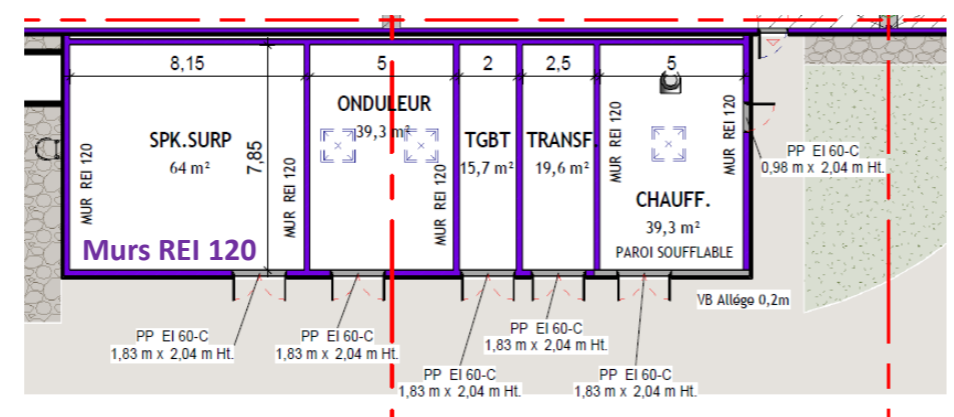 8,15
5
2
2,5
5
ONDULEUR
39,3 m²
SPK.SURP
64 m²
7,85
TGBT
15,7 m²
TRANSF.
19,6 m²
MUR REI 120
MUR REI 120
MUR REI 120
MUR REI 120
MUR REI 120
PP EI 60-C
0,98 m x 2,04 m Ht.
CHAUFF.
39,3 m²
PAROI SOUFFLABLE
Murs REI 120
VB Allége 0,2m
PP EI 60-C
1,83 m x 2,04 m Ht.
PP EI 60-C
1,83 m x 2,04 m Ht.
PP EI 60-C
1,83 m x 2,04 m Ht.
PP EI 60-C
1,83 m x 2,04 m Ht.
PP EI 60-C
1,83 m x 2,04 m Ht.